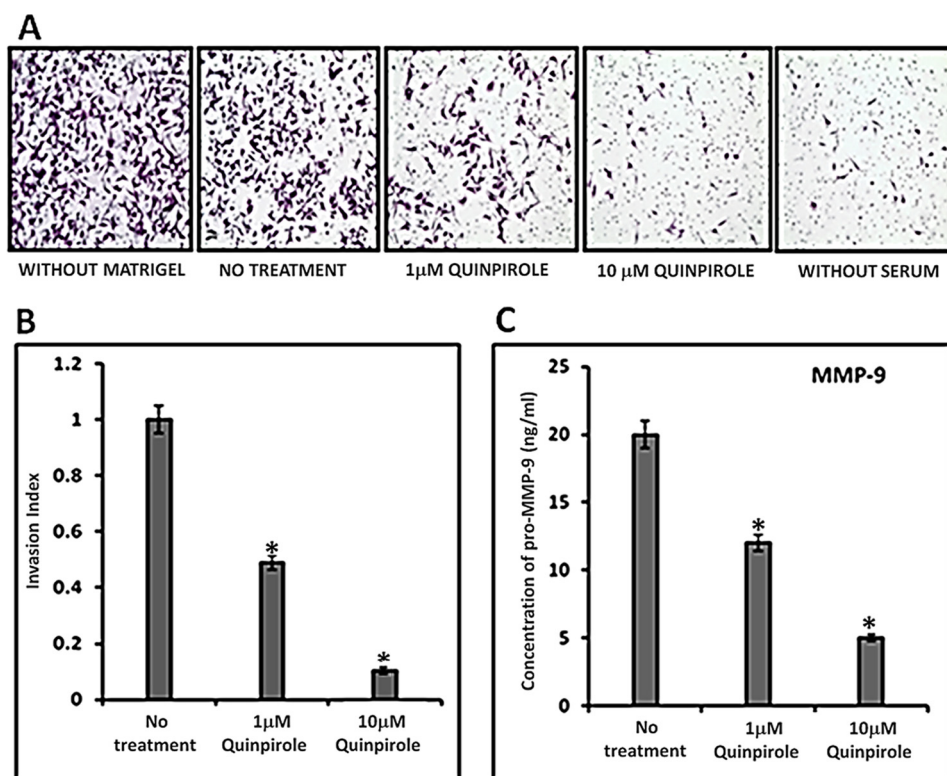 A
WITHOUT MATRIGEL
NO TREATMENT
1μM QUINPIROLE
10 μM QUINPIROLE
WITHOUT SERUM
B
Invasion Index
1.2
1
0.8
0.6
0.4
0.2
0
*
*
No
treatment
1μM
Quinpirole
10μM
Quinpirole
C
MMP-9
Concentration of pro-MMP-9 (ng/ml)
25
20
15
10
5
0
*
*
No
treatment
1μM
Quinpirole
10μM
Quinpirole